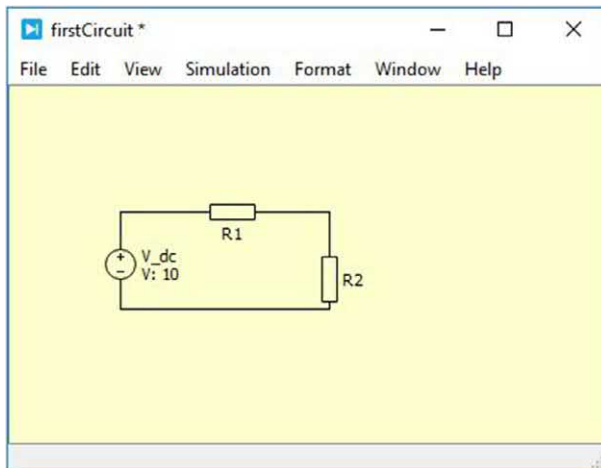 firstCircuit *
File Edit View Simulation Format Window Help
R1
V_dc
V: 10
R2